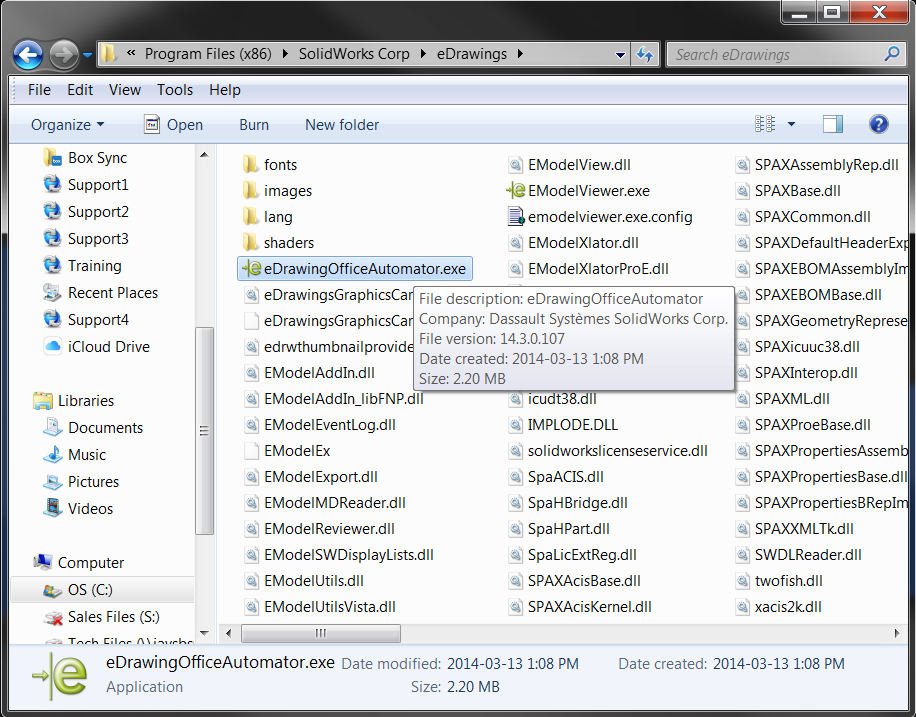 « Program Files (x86) SolidWorks Corp eDrawings
Search eDrawings
File Edit View Tools Help
Organize Open Burn New folder
Box Sync
Support1
Support2
Support3
Training
Recent Places
Support4
iCloud Drive
Libraries
Documents
Music
Pictures
Videos
Computer
OS (C:)
Sales Files (S:)
Tech Files (\\jaysbs
fonts
images
lang
shaders
eDrawingOfficeAutomator.exe
eDrawingsGraphicsCar
eDrawingsGraphicsCar
edrwthumbnailprovide
EModelAddIn.dll
EModelAddIn_libFNP.dll
EModelEventLog.dll
EModelEx
EModelExport.dll
EModelMDReader.dll
EModelReviewer.dll
EModelSWDisplayLists.dll
EModelUtils.dll
EModelUtilsVista.dll
EModelView.dll
EModelViewer.exe
emodelviewer.exe.config
EModelXlator.dll
EModelXlatorProE.dll
File description: eDrawingOfficeAutomator
Company: Dassault Systèmes SolidWorks Corp.
File version: 14.3.0.107
Date created: 2014-03-13 1:08 PM
Size: 2.20 MB
icudt38.dll
IMPLODE.DLL
solidworkslicenseservice.dll
SpaACIS.dll
SpaHBridge.dll
SpaHPart.dll
SpaLicExtReg.dll
SPAXAcisBase.dll
SPAXAcisKernel.dll
SPAXAssemblyRep.dll
SPAXBase.dll
SPAXCommon.dll
SPAXDefaultHeaderExp
SPAXEBOMAssemblyIm
SPAXEBOMBase.dll
SPAXGeometryReprese
SPAXicuuc38.dll
SPAXInterop.dll
SPAXML.dll
SPAXProeBase.dll
SPAXPropertiesAssemb
SPAXPropertiesBase.dll
SPAXPropertiesBRepIm
SPAXXMLTk.dll
SWDLReader.dll
twofish.dll
xacis2k.dll
eDrawingOfficeAutomator.exe Date modified: 2014-03-13 1:08 PM Date created: 2014-03-13 1:08 PM
Application Size: 2.20 MB